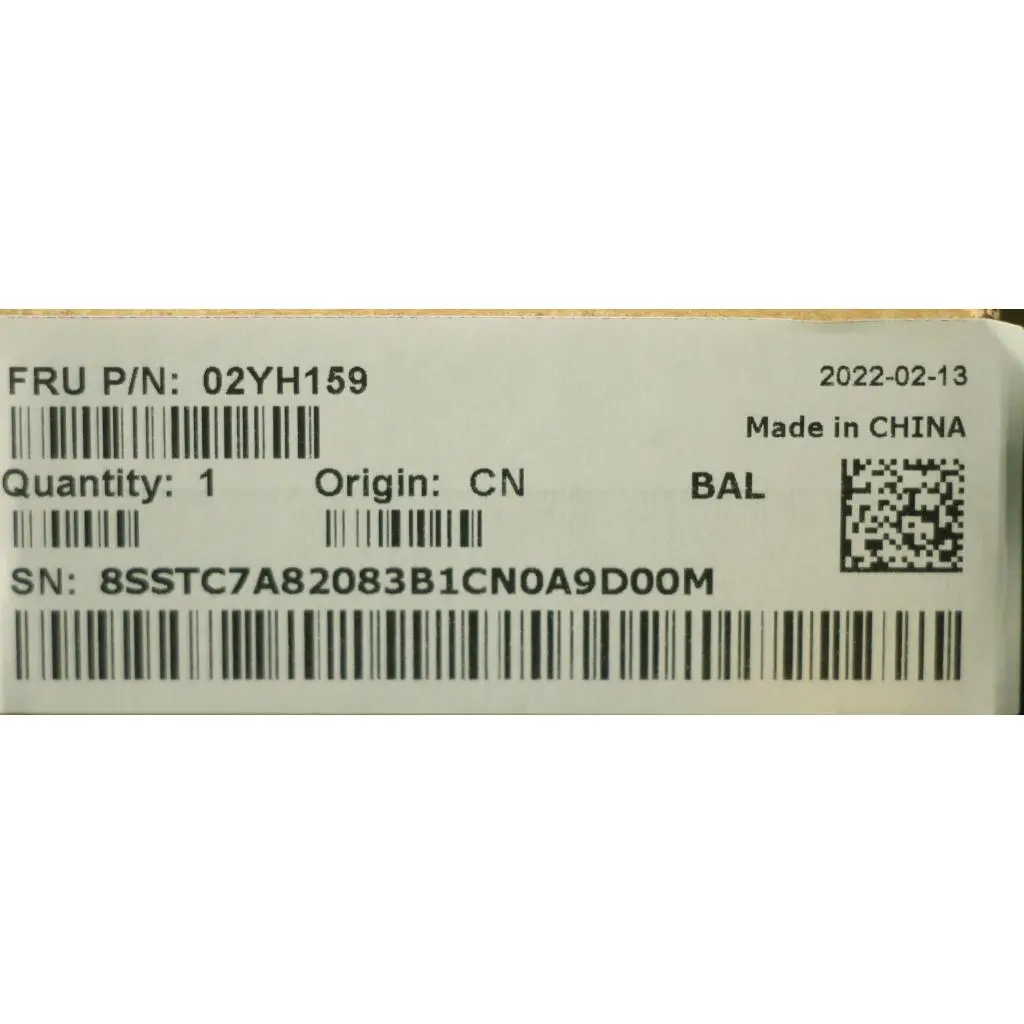 FRU P/N: 02YH159
2022-02-13
Made in CHINA
Quantity: 1 Origin: CN BAL
SN: 8SSTC7A82083B1CN0A9D00M